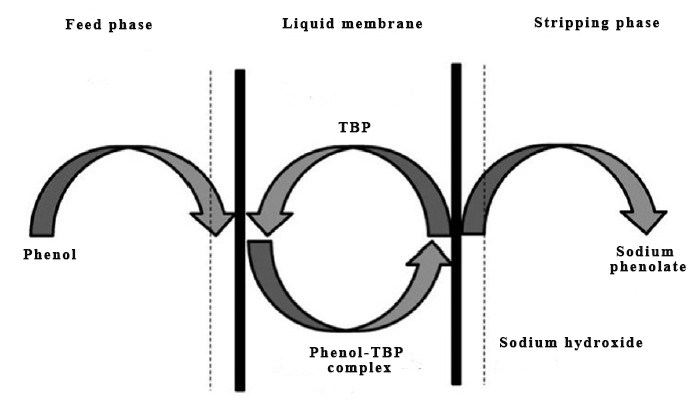 Feed phase
Liquid membrane
Stripping phase
TBP
Phenol
Sodium
phenolate
Sodium hydroxide
Phenol-TBP
complex